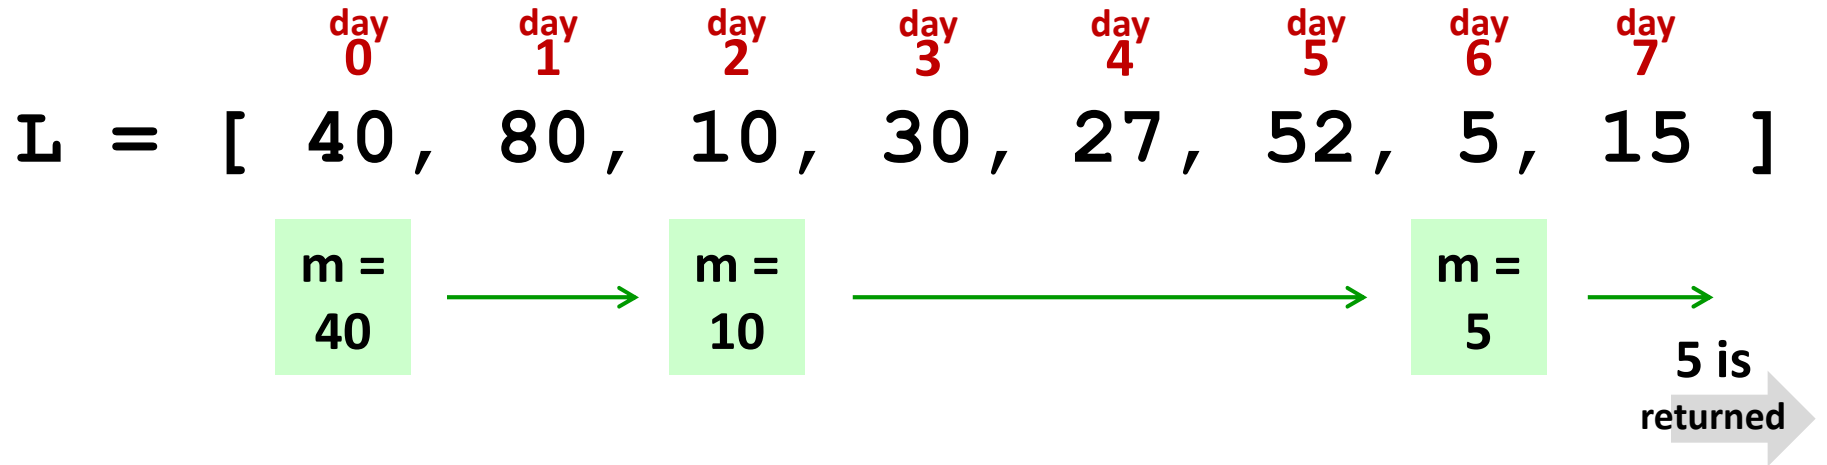 day day day day day day day day
0 1 2 3 4 5 6 7
L = [ 40, 80, 10, 30, 27, 52, 5, 15 ]
m = m = m =
40 10 5
5 is
returned